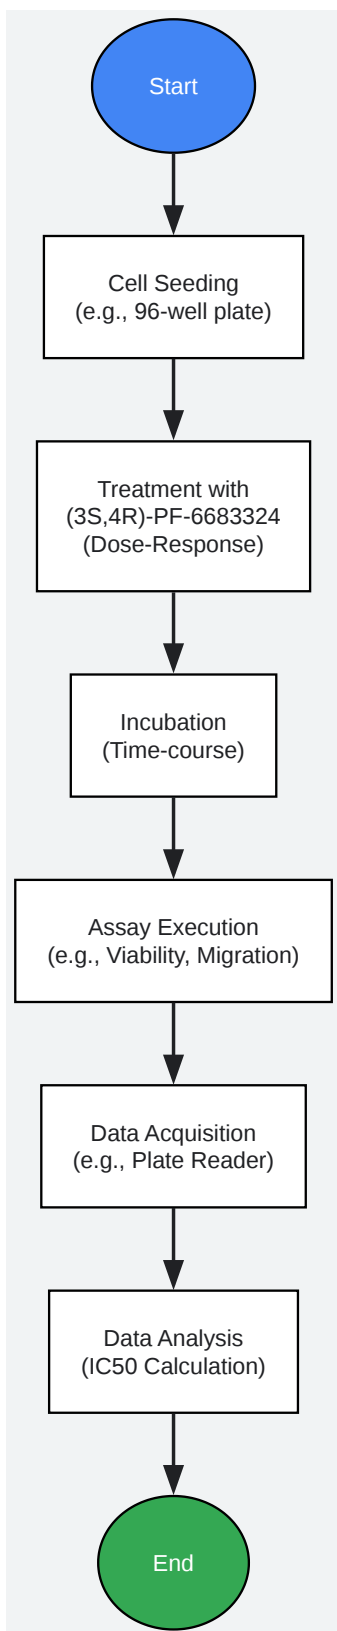 Start
Cell Seeding
(e.g., 96-well plate)
Treatment with
(3S,4R)-PF-6683324
(Dose-Response)
Incubation
(Time-course)
Assay Execution
(e.g., Viability, Migration)
Data Acquisition
(e.g., Plate Reader)
Data Analysis
(IC50 Calculation)
End